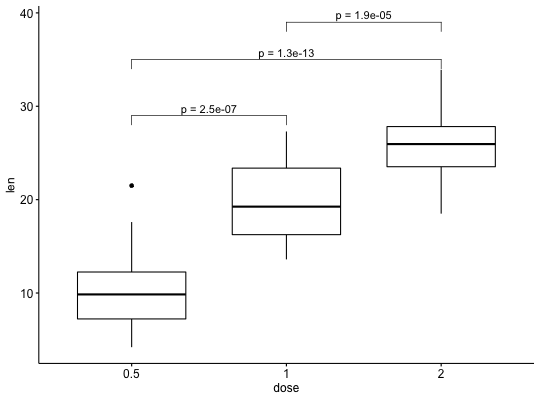 40
p = 1.9e-05
p = 1.3e-13
30
p = 2.5e-07
len
20
10
0.5 1 2
dose